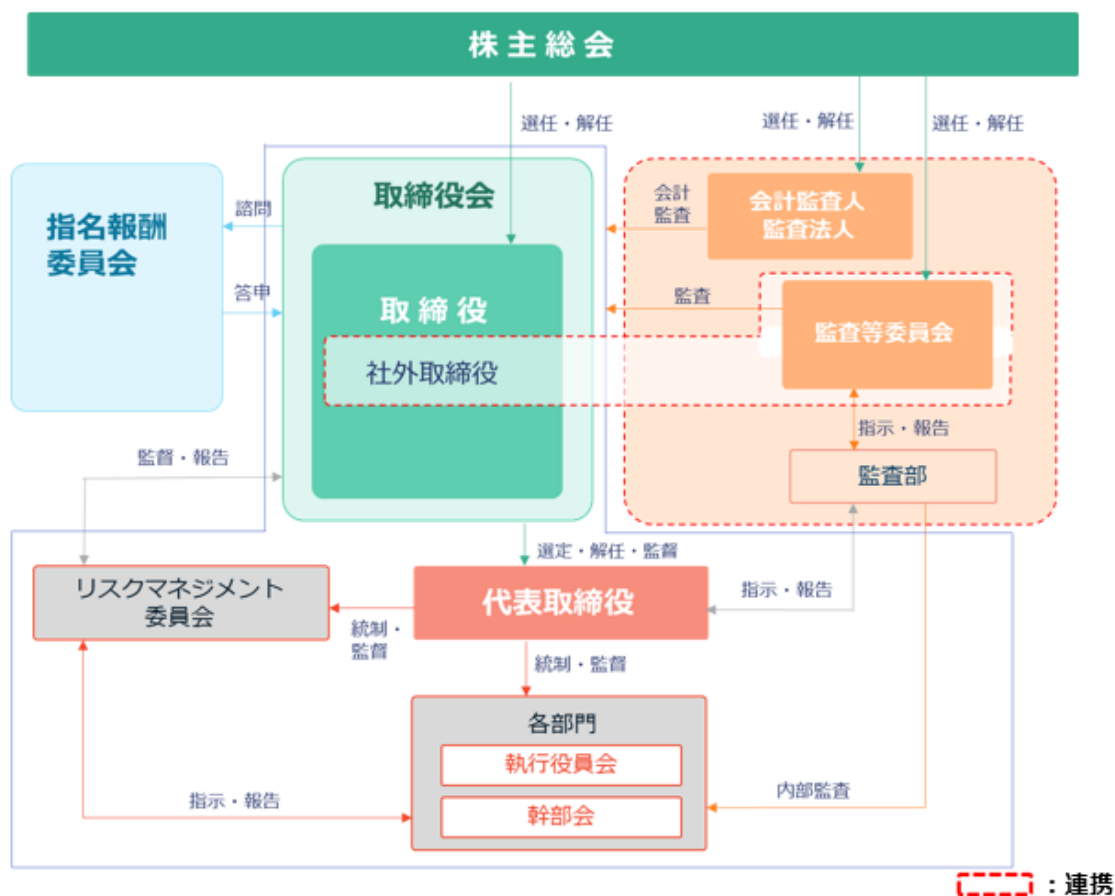 株主総会
選任・解任
選任・解任
選任・解任
指名報酬
委員会
諮問
答申
取締役会
取締役
社外取締役
会計
監査
会計監査人
監査法人
監査
監査等委員会
指示・報告
監査部
監督・報告
選定・解任・監督
リスクマネジメント
委員会
代表取締役
指示・報告
統制・
監督
統制・監督
各部門
執行役員会
幹部会
指示・報告
内部監査
：連携